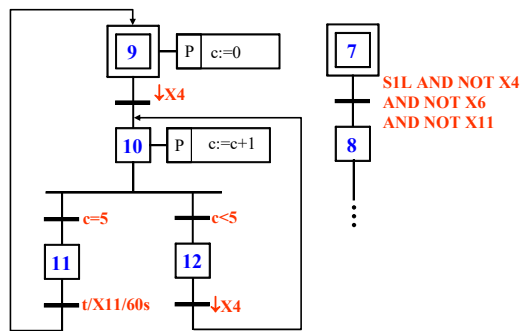 9
P
c:=0
↓X4
10
P
c:=c+1
c=5
c<5
11
12
t/X11/60s
↓X4
7
S1L AND NOT X4
AND NOT X6
AND NOT X11
8